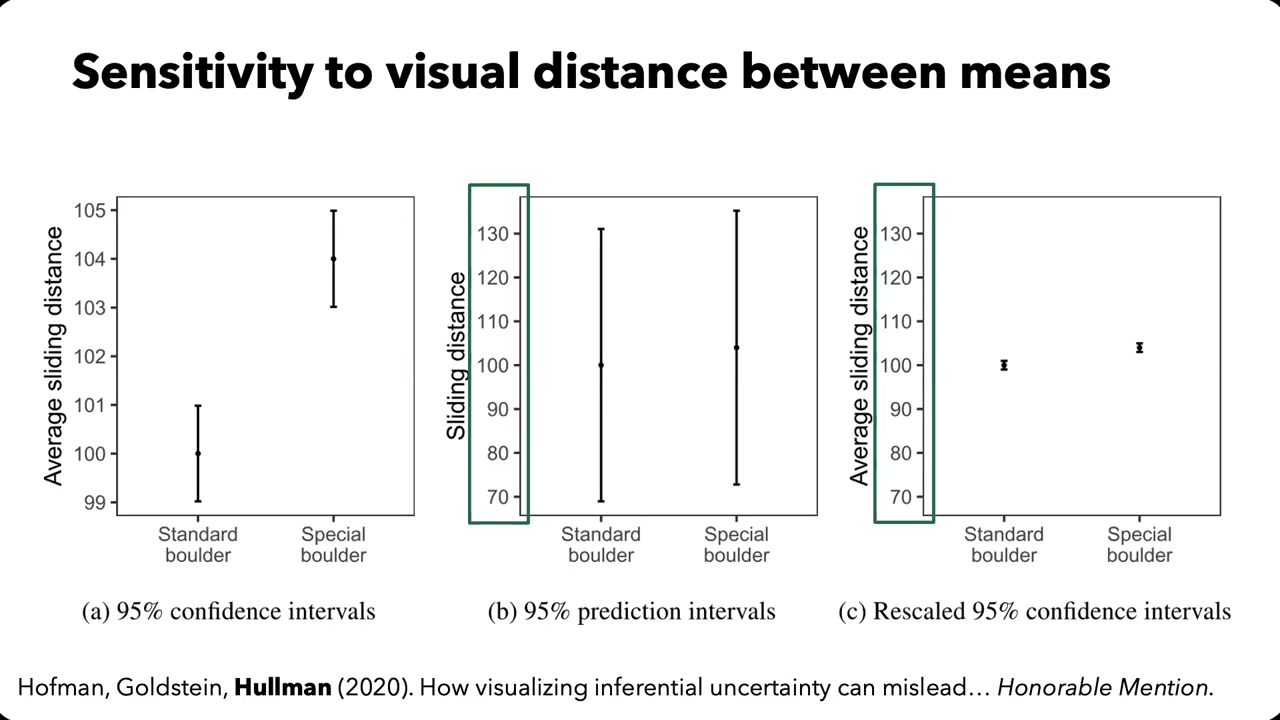 Sensitivity to visual distance between means
Average sliding distance
105
104
103
102
101
100
99
Standard
boulder
Special
boulder
(a) 95% confidence intervals
Sliding distance
130
120
110
100
90
80
70
Standard
boulder
Special
boulder
(b) 95% prediction intervals
Average sliding distance
130
120
110
100
90
80
70
Standard
boulder
Special
boulder
(c) Rescaled 95% confidence intervals
Hofman, Goldstein, Hullman (2020). How visualizing inferential uncertainty can mislead… Honorable Mention.